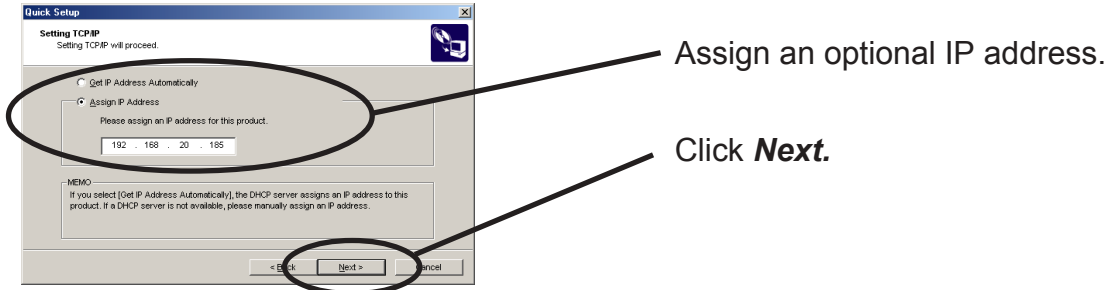 Quick Setup
Setting TCP/IP
Setting TCP/IP will proceed.
Get IP Address Automatically
Assign IP Address
Please assign an IP address for this product.
192 . 168 . 20 . 185
MEMO
If you select [Get IP Address Automatically], the DHCP server assigns an IP address to this
product. If a DHCP server is not available, please manually assign an IP address.
< Back Next > Cancel
Assign an optional IP address.
Click Next.